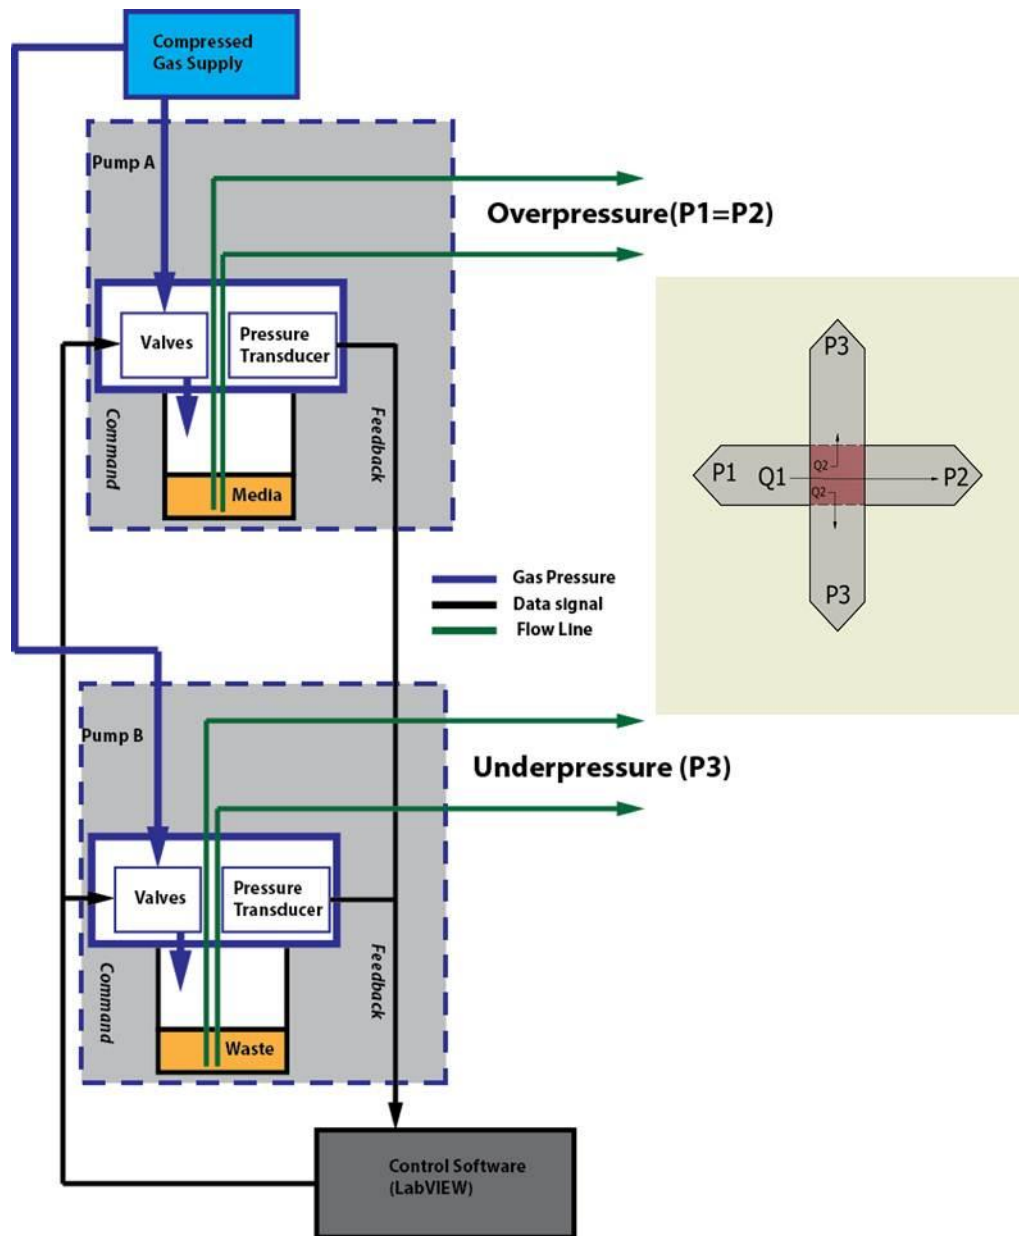 Compressed
Gas Supply
Pump A
Overpressure(P1=P2)
Valves
Pressure
Transducer
Command
Feedback
Media
P3
P1
Q1
Q2
Q2
P2
P3
Gas Pressure
Data signal
Flow Line
Pump B
Underpressure (P3)
Valves
Pressure
Transducer
Command
Feedback
Waste
Control Software
(LabVIEW)